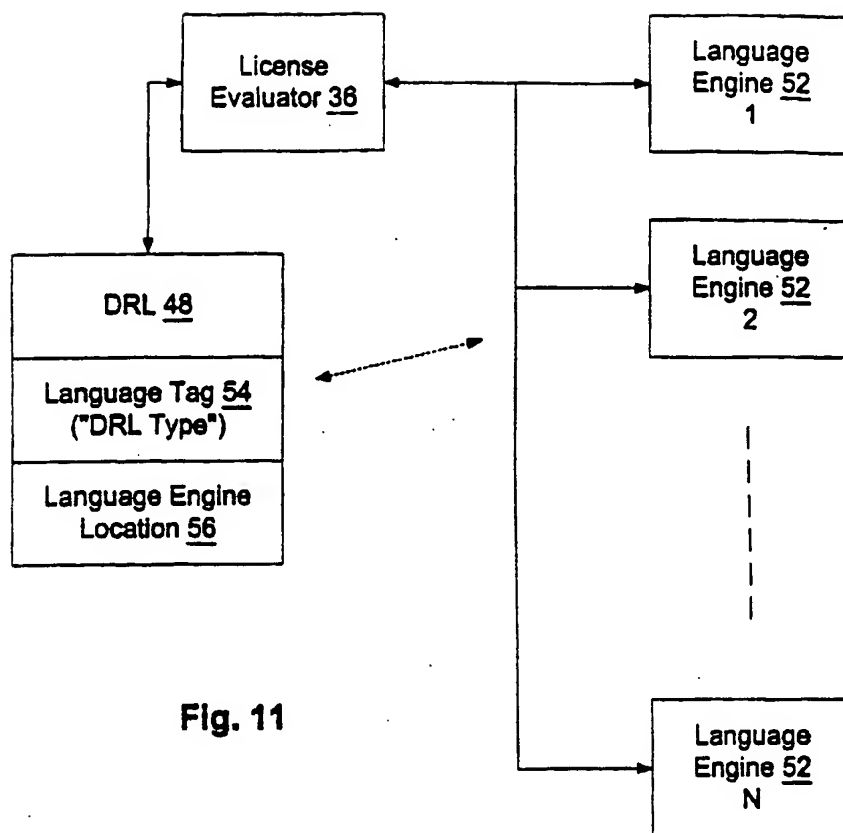 License
Evaluator 36
Language
Engine 52
1
Language
Engine 52
2
DRL 48
Language Tag 54
("DRL Type")
Language Engine
Location 56
Fig. 11
Language
Engine 52
N